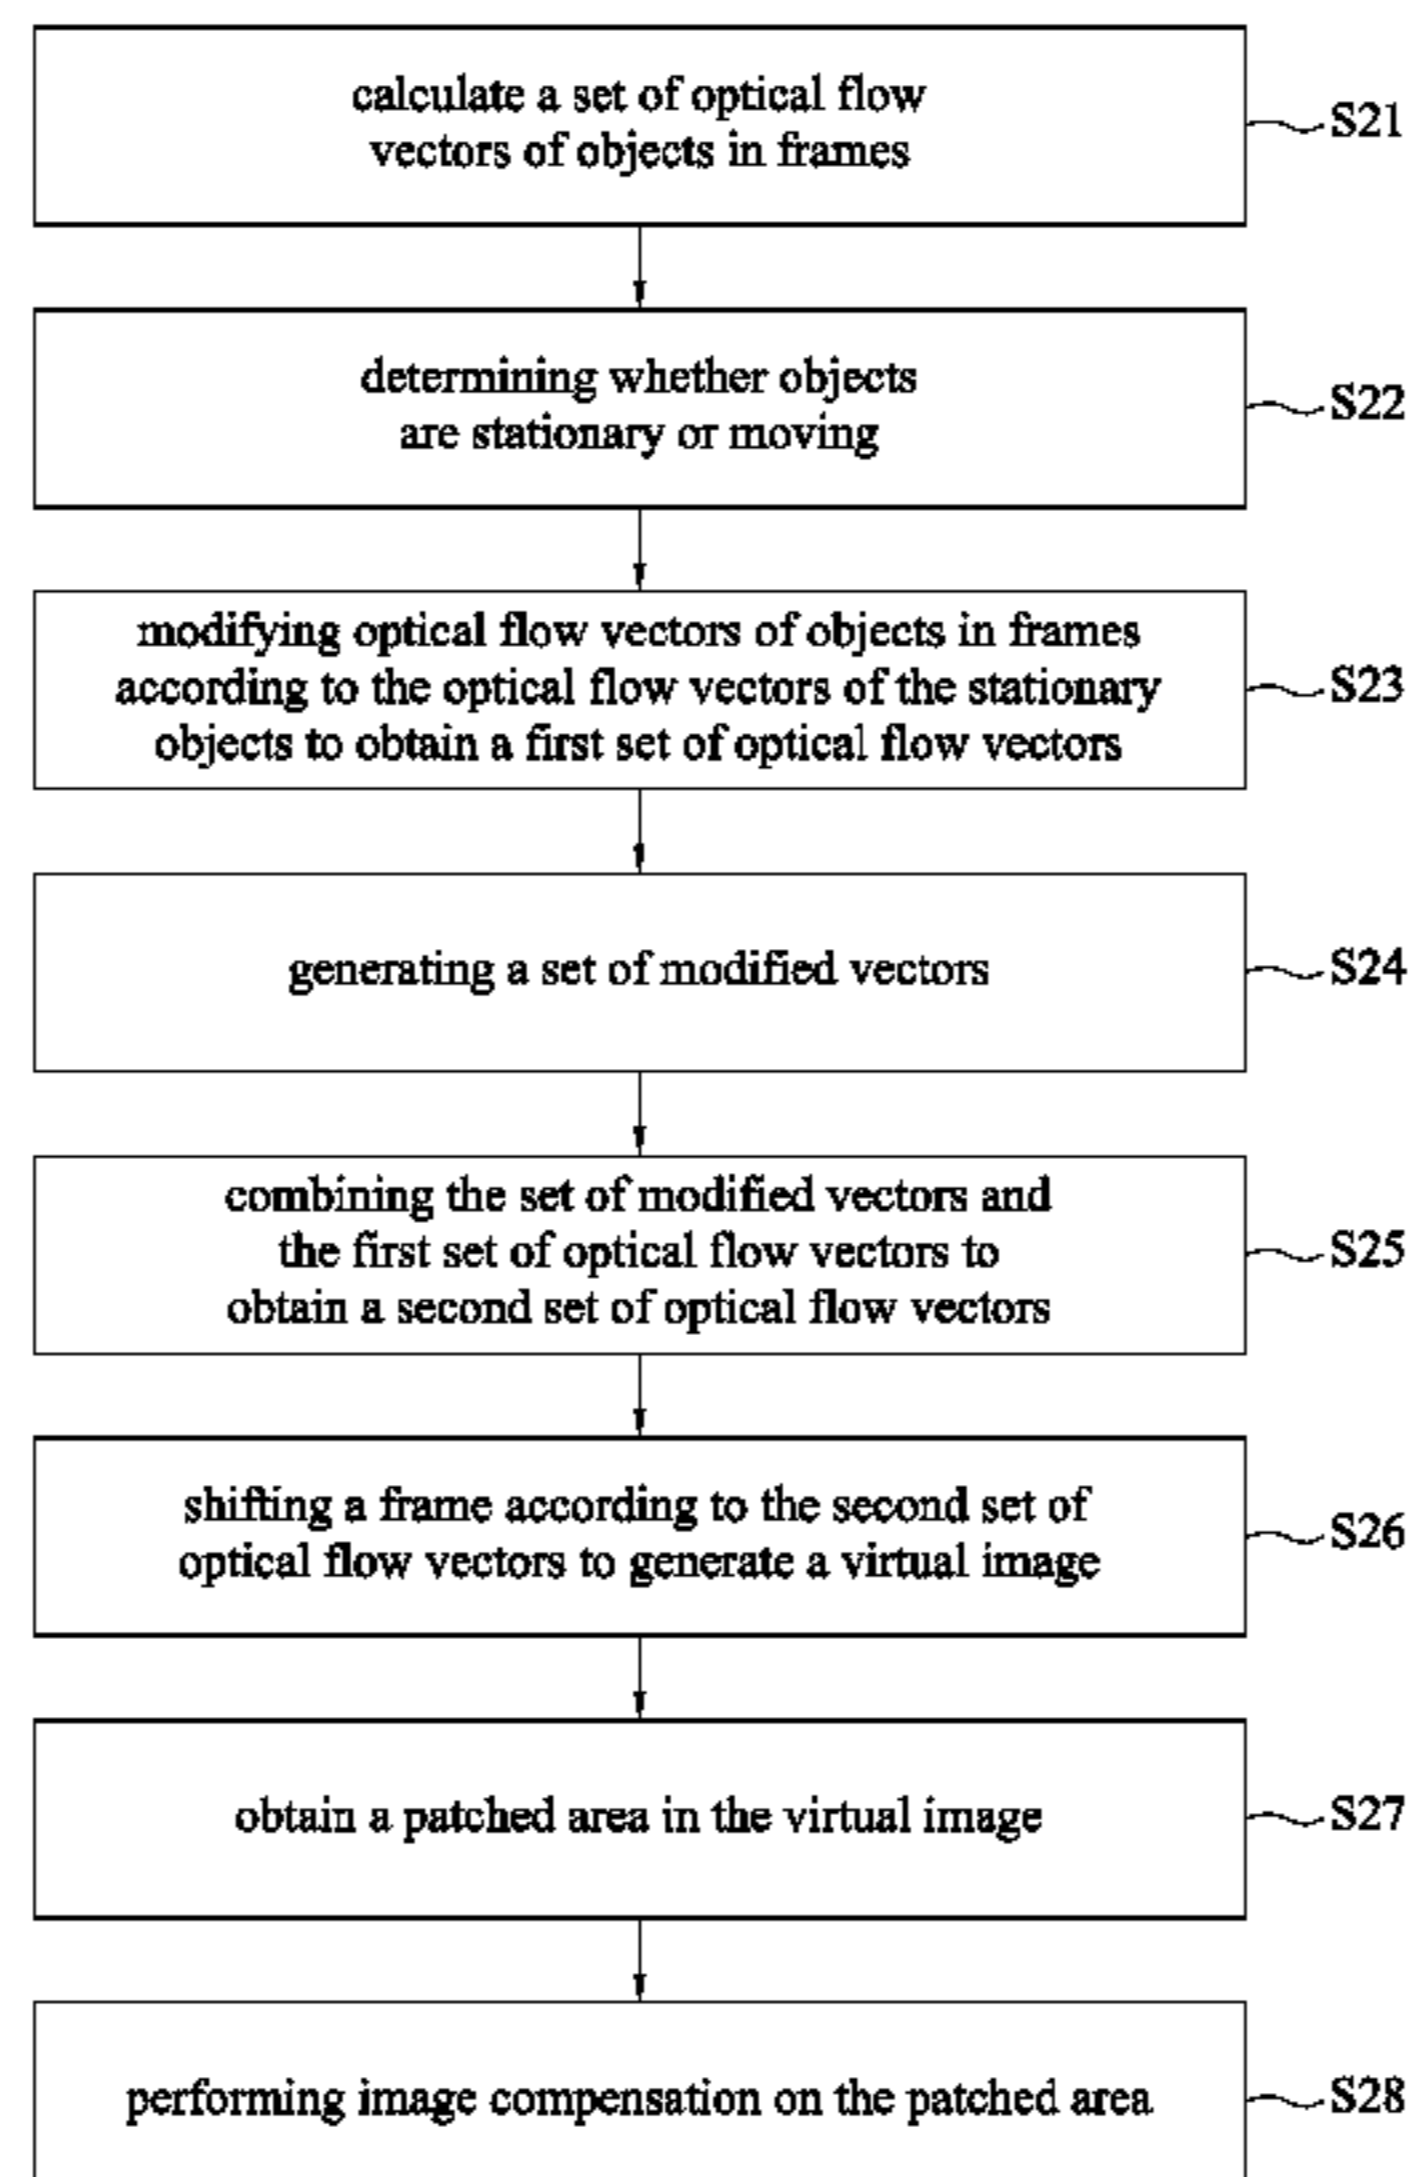 calculate a set of optical flow
vectors of objects in frames
S21
determining whether objects
are stationary or moving
S22
modifying optical flow vectors of objects in frames
according to the optical flow vectors of the stationary
objects to obtain a first set of optical flow vectors
S23
generating a set of modified vectors
S24
combining the set of modified vectors and
the first set of optical flow vectors to
obtain a second set of optical flow vectors
S25
shifting a frame according to the second set of
optical flow vectors to generate a virtual image
S26
obtain a patched area in the virtual image
S27
performing image compensation on the patched area
S28